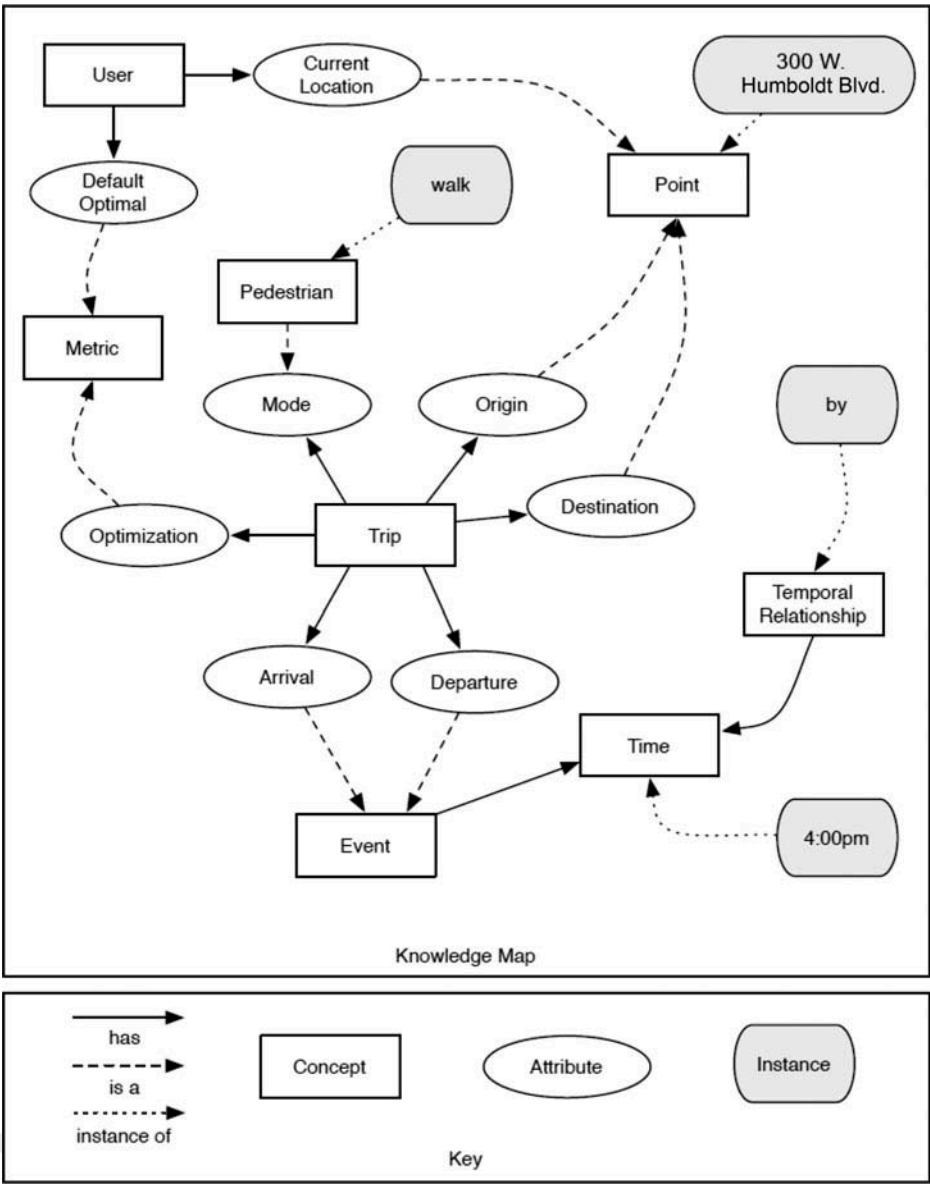 User
Current
Location
300 W.
Humboldt Blvd.
Default
Optimal
walk
Point
Pedestrian
Metric
Mode
Origin
by
Optimization
Trip
Destination
Temporal
Relationship
Arrival
Departure
Time
Event
4:00pm
Knowledge Map
has
is a
instance of
Concept
Attribute
Instance
Key